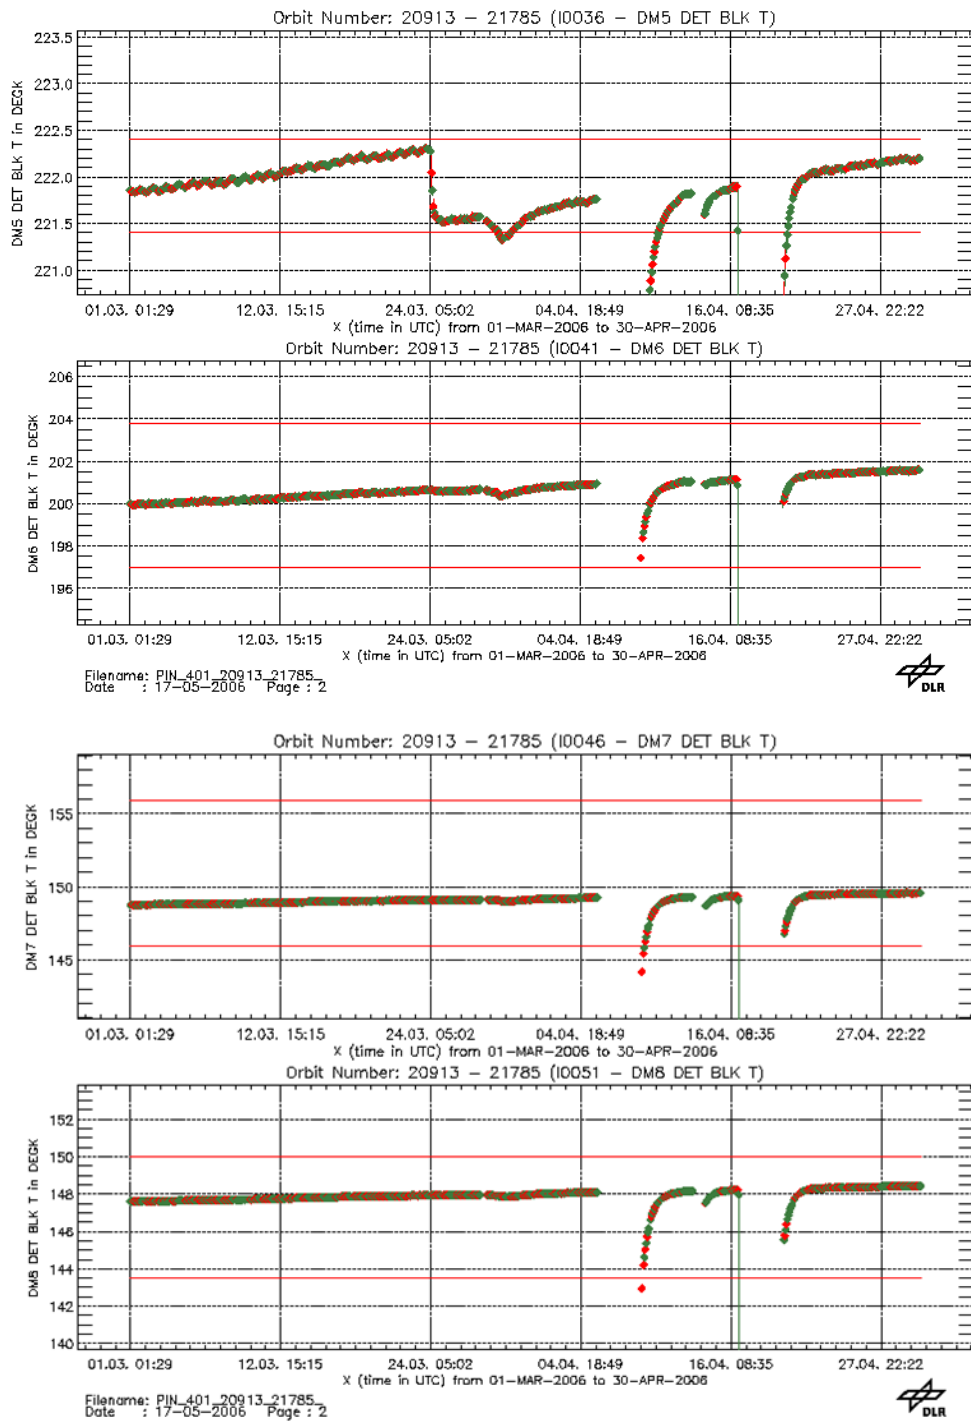 Orbit Number: 20913 – 21785 (I0036 – DM5 DET BLK T)
DM5 DET BLK T in DEGK
223.5
223.0
222.5
222.0
221.5
221.0
01.03. 01:29 12.03. 15:15 24.03. 05:02 04.04. 18:49 16.04. 08:35 27.04. 22:22
X (time in UTC) from 01–MAR–2006 to 30–APR–2006
Orbit Number: 20913 – 21785 (I0041 – DM6 DET BLK T)
DM6 DET BLK T in DEGK
206
204
202
200
198
196
01.03. 01:29 12.03. 15:15 24.03. 05:02 04.04. 18:49 16.04. 08:35 27.04. 22:22
X (time in UTC) from 01–MAR–2006 to 30–APR–2006
Filename: PIN_401_20913_21785_
Date : 17–05–2006 Page : 2
DLR
Orbit Number: 20913 – 21785 (I0046 – DM7 DET BLK T)
DM7 DET BLK T in DEGK
155
150
145
01.03. 01:29 12.03. 15:15 24.03. 05:02 04.04. 18:49 16.04. 08:35 27.04. 22:22
X (time in UTC) from 01–MAR–2006 to 30–APR–2006
Orbit Number: 20913 – 21785 (I0051 – DM8 DET BLK T)
DM8 DET BLK T in DEGK
152
150
148
146
144
142
140
01.03. 01:29 12.03. 15:15 24.03. 05:02 04.04. 18:49 16.04. 08:35 27.04. 22:22
X (time in UTC) from 01–MAR–2006 to 30–APR–2006
Filename: PIN_401_20913_21785_
Date : 17–05–2006 Page : 2
DLR